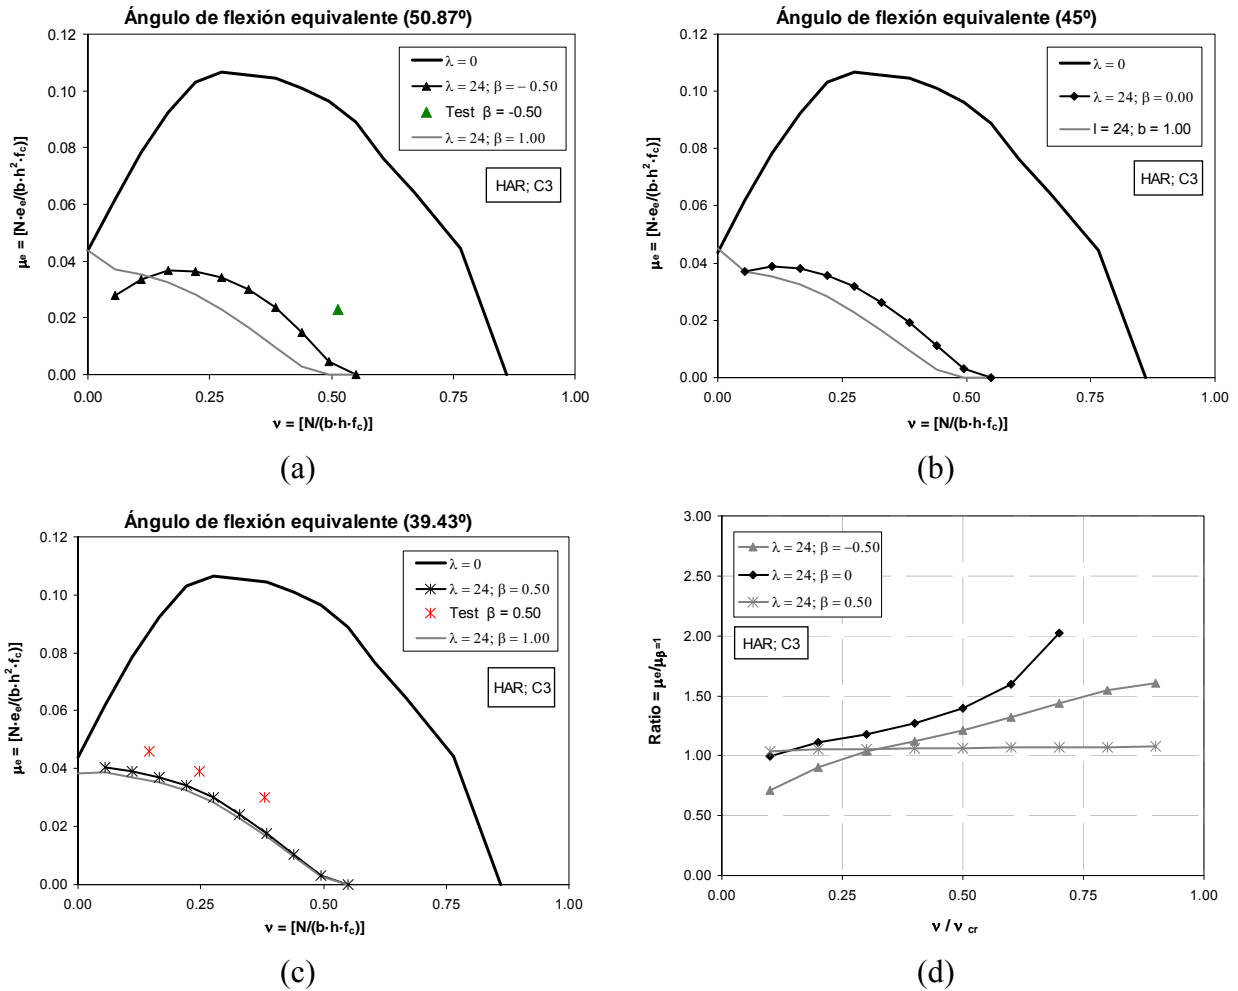 Ángulo de flexión equivalente (50.87º)
0.12
0.10
0.08
0.06
0.04
0.02
0.00
0.00 0.25 0.50 0.75 1.00
μe = [N·ee/(b·h²·fc)]
ν = [N/(b·h·fc)]
λ = 0
λ = 24; β = − 0.50
Test β = -0.50
λ = 24; β = 1.00
HAR; C3
(a)
Ángulo de flexión equivalente (45º)
0.12
0.10
0.08
0.06
0.04
0.02
0.00
0.00 0.25 0.50 0.75 1.00
μe = [N·ee/(b·h²·fc)]
ν = [N/(b·h·fc)]
λ = 0
λ = 24; β = 0.00
l = 24; b = 1.00
HAR; C3
(b)
Ángulo de flexión equivalente (39.43º)
0.12
0.10
0.08
0.06
0.04
0.02
0.00
0.00 0.25 0.50 0.75 1.00
μe = [N·ee/(b·h²·fc)]
ν = [N/(b·h·fc)]
λ = 0
λ = 24; β = 0.50
Test β = 0.50
λ = 24; β = 1.00
HAR; C3
(c)
3.00
2.50
2.00
1.50
1.00
0.50
0.00
0.00 0.25 0.50 0.75 1.00
Ratio = μe/μβ=1
ν / ν cr
λ = 24; β = −0.50
λ = 24; β = 0
λ = 24; β = 0.50
HAR; C3
(d)